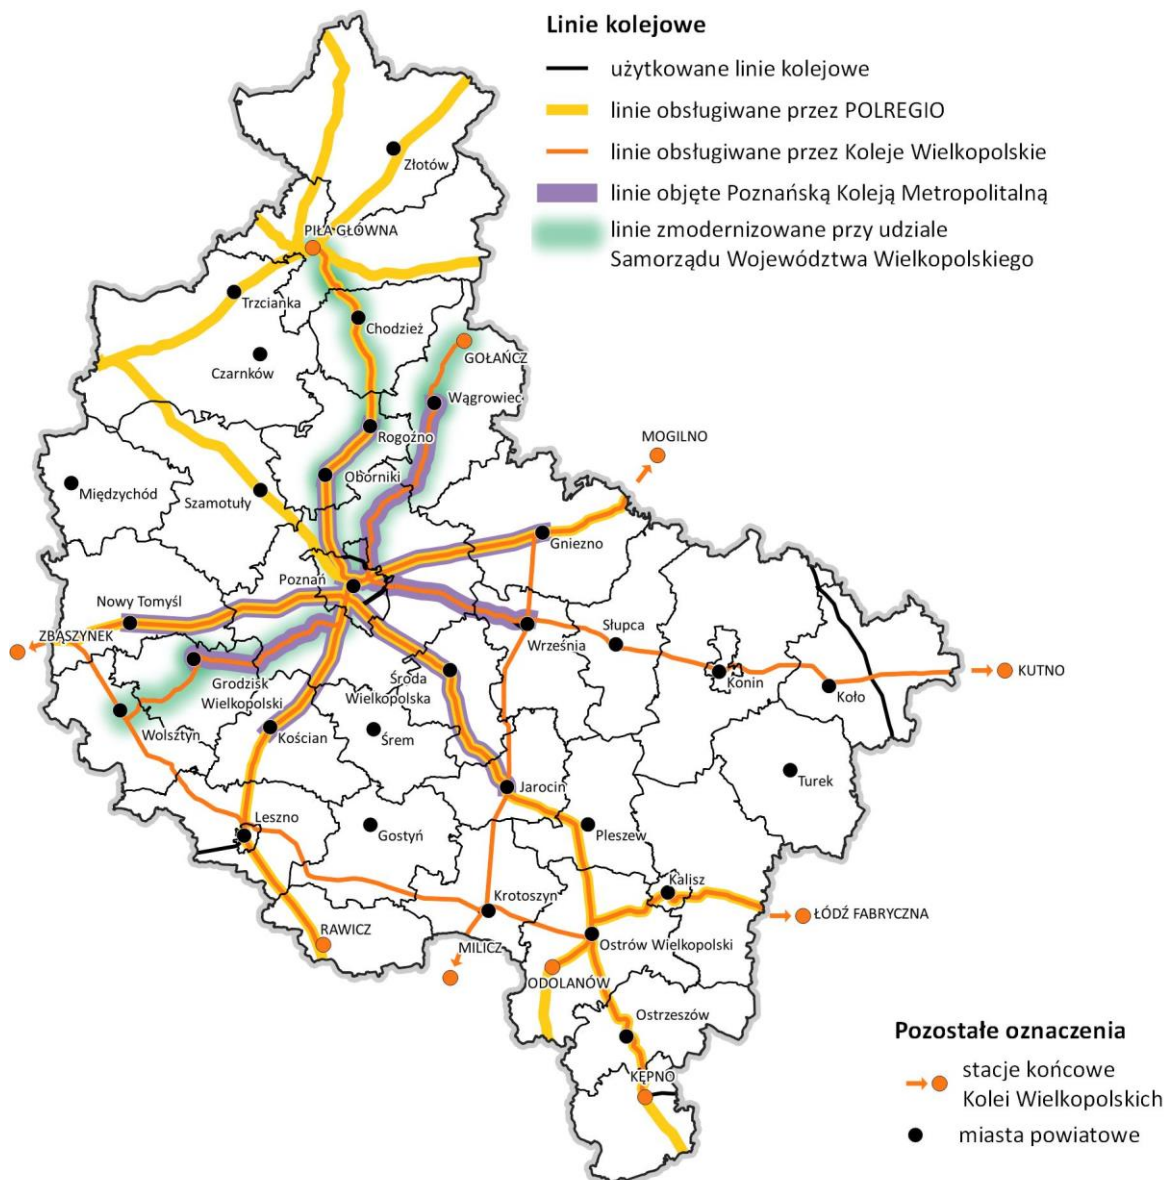 Linie kolejowe
użytkowane linie kolejowe
linie obsługiwane przez POLREGIO
linie obsługiwane przez Koleje Wielkopolskie
linie objęte Poznańską Koleją Metropolitalną
linie zmodernizowane przy udziale
Samorządu Województwa Wielkopolskiego
Złotów
PIŁA GŁÓWNA
Trzcianka
Chodzież
GOŁAŃCZ
Czarnków
Wągrowiec
Rogoźno
MOGILNO
Oborniki
Międzychód
Szamotuły
Gniezno
Poznań
Nowy Tomyśl
Września
Słupca
ZBĄSZYNEK
Konin
Koło
KUTNO
Grodzisk
Wielkopolski
Środa
Wielkopolska
Wolsztyn
Kościan
Śrem
Turek
Jarocin
Leszno
Gostyń
Pleszew
Kalisz
Krotoszyn
ŁÓDŹ FABRYCZNA
RAWICZ
MILICZ
Ostrów Wielkopolski
ODOLANÓW
Ostrzeszów
KĘPNO
Pozostałe oznaczenia
stacje końcowe
Kolei Wielkopolskich
miasta powiatowe